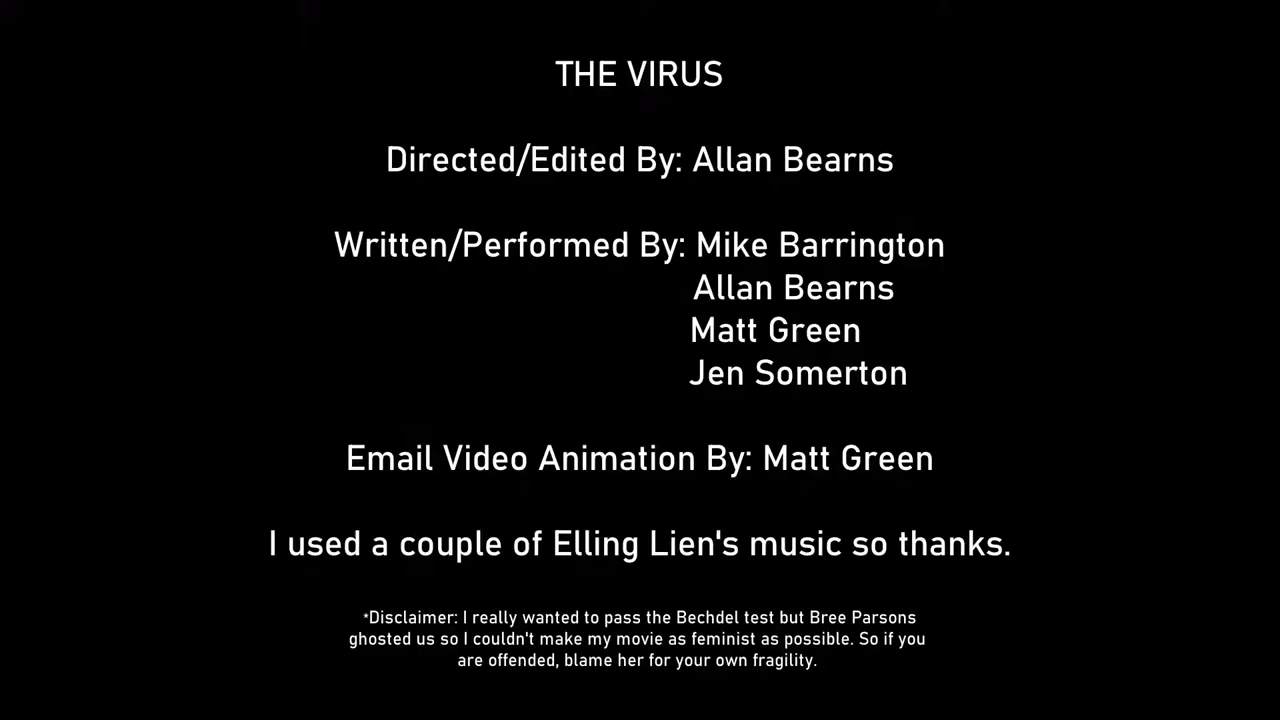 THE VIRUS
Directed/Edited By: Allan Bearns
Written/Performed By: Mike Barrington
Allan Bearns
Matt Green
Jen Somerton
Email Video Animation By: Matt Green
I used a couple of Elling Lien's music so thanks.
*Disclaimer: I really wanted to pass the Bechdel test but Bree Parsons
ghosted us so I couldn't make my movie as feminist as possible. So if you
are offended, blame her for your own fragility.